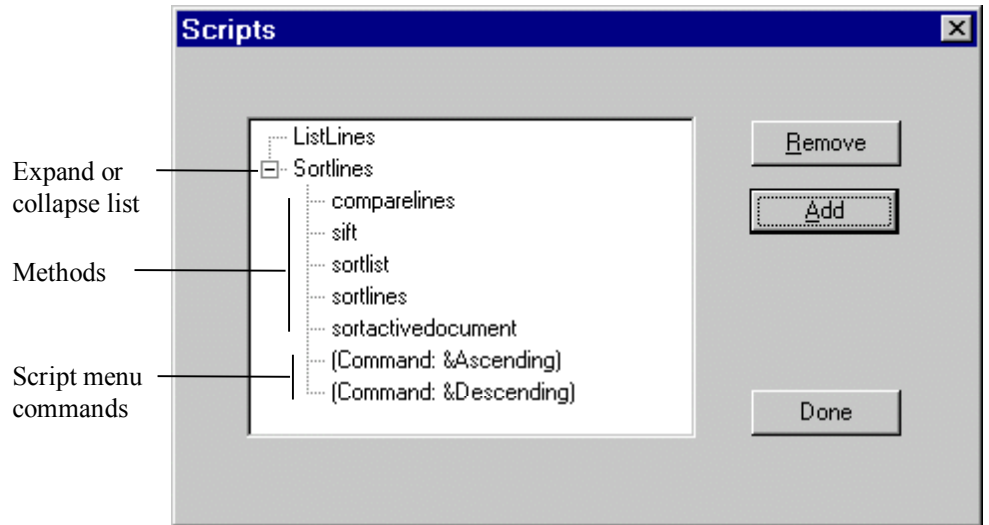 Scripts
ListLines
Sortlines
comparelines
sift
sortlist
sortlines
sortactivedocument
(Command: &Ascending)
(Command: &Descending)
Remove
Add
Done
Expand or
collapse list
Methods
Script menu
commands